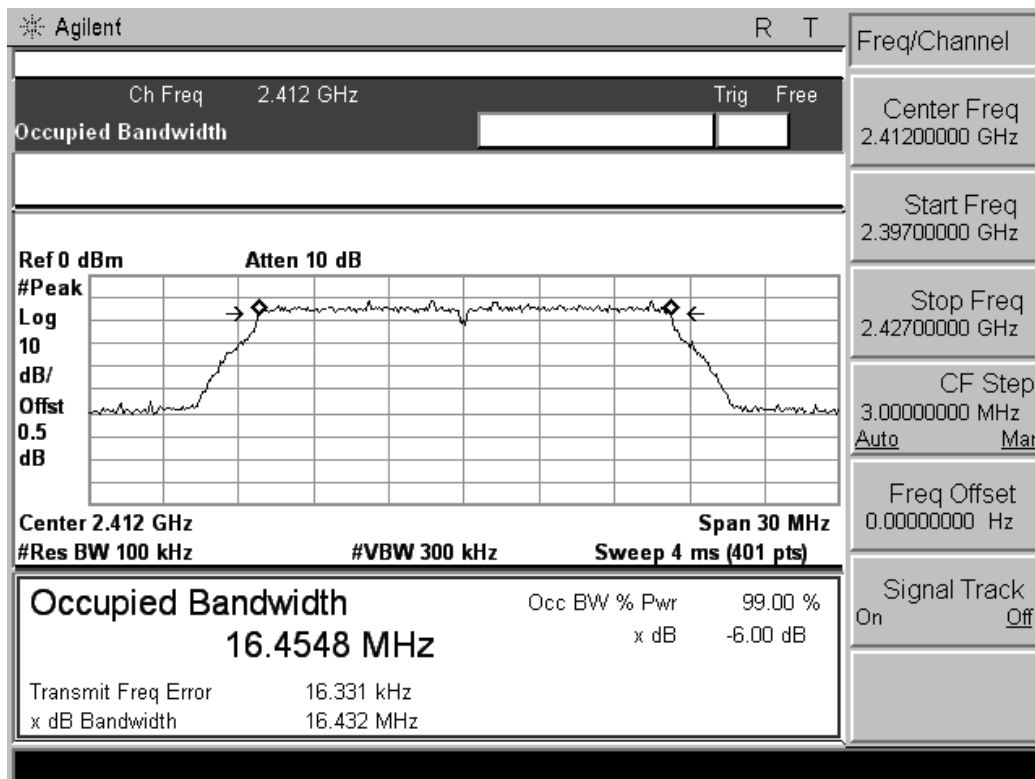 Agilent R T
Ch Freq 2.412 GHz Trig Free
Occupied Bandwidth
Ref 0 dBm Atten 10 dB
#Peak
Log
10
dB/
Offst
0.5
dB
Center 2.412 GHz Span 30 MHz
#Res BW 100 kHz #VBW 300 kHz Sweep 4 ms (401 pts)
Occupied Bandwidth
16.4548 MHz
Occ BW % Pwr 99.00 %
x dB -6.00 dB
Transmit Freq Error 16.331 kHz
x dB Bandwidth 16.432 MHz
Freq/Channel
Center Freq
2.41200000 GHz
Start Freq
2.39700000 GHz
Stop Freq
2.42700000 GHz
CF Step
3.00000000 MHz
Auto Mar
Freq Offset
0.00000000 Hz
Signal Track
On Off